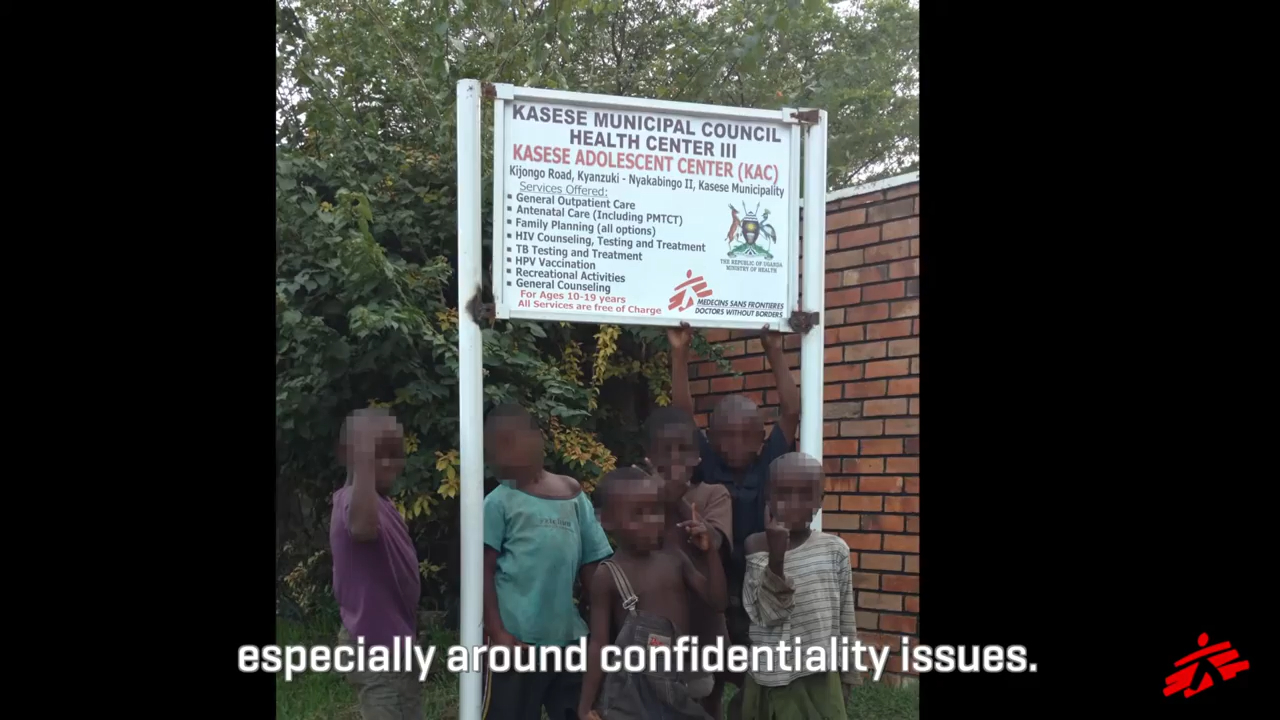 KASESE MUNICIPAL COUNCIL
HEALTH CENTER III
KASESE ADOLESCENT CENTER (KAC)
Kijongo Road, Kyanzuki - Nyakabingo II, Kasese Municipality
Services Offered:
▪ General Outpatient Care
▪ Antenatal Care (Including PMTCT)
▪ Family Planning (all options)
▪ HIV Counseling, Testing and Treatment
▪ TB Testing and Treatment
▪ HPV Vaccination
▪ Recreational Activities
▪ General Counseling
For Ages 10-19 years
All Services are free of Charge
THE REPUBLIC OF UGANDA
MINISTRY OF HEALTH
MEDECINS SANS FRONTIERES
DOCTORS WITHOUT BORDERS
especially around confidentiality issues.